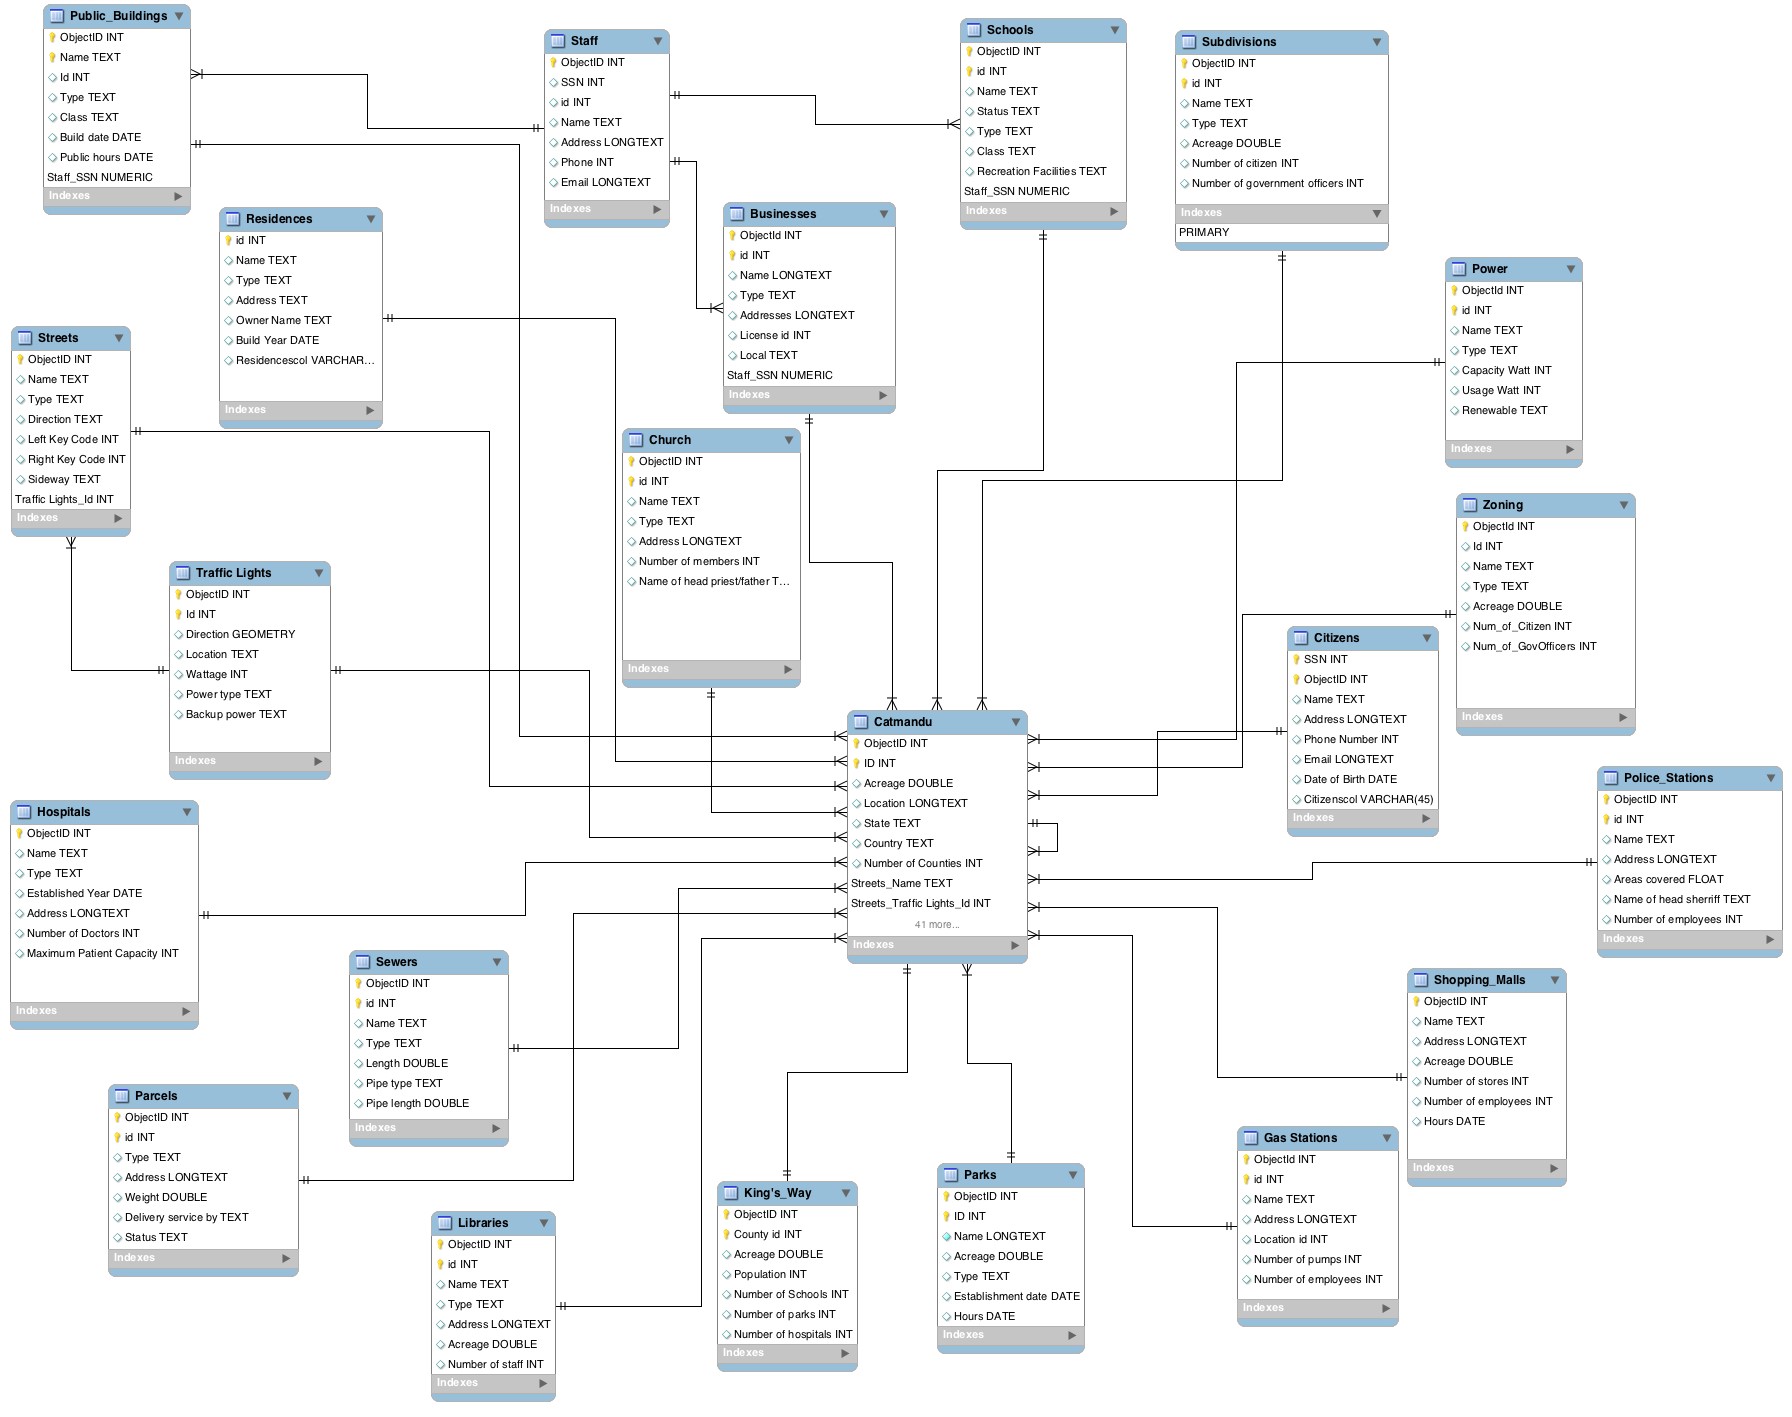 Public_Buildings
ObjectID INT
Name TEXT
Id INT
Type TEXT
Class TEXT
Build date DATE
Public hours DATE
Staff_SSN NUMERIC
Indexes
Staff
ObjectID INT
SSN INT
id INT
Name TEXT
Address LONGTEXT
Phone INT
Email LONGTEXT
Indexes
Schools
ObjectID INT
id INT
Name TEXT
Status TEXT
Type TEXT
Class TEXT
Recreation Facilities TEXT
Staff_SSN NUMERIC
Indexes
Subdivisions
ObjectID INT
id INT
Name TEXT
Type TEXT
Acreage DOUBLE
Number of citizen INT
Number of government officers INT
Indexes
PRIMARY
Residences
id INT
Name TEXT
Type TEXT
Address TEXT
Owner Name TEXT
Build Year DATE
Residencescol VARCHAR...
Indexes
Businesses
ObjectId INT
id INT
Name LONGTEXT
Type TEXT
Addresses LONGTEXT
License id INT
Local TEXT
Staff_SSN NUMERIC
Indexes
Power
ObjectId INT
id INT
Name TEXT
Type TEXT
Capacity Watt INT
Usage Watt INT
Renewable TEXT
Indexes
Streets
ObjectID INT
Name TEXT
Type TEXT
Direction TEXT
Left Key Code INT
Right Key Code INT
Sideway TEXT
Traffic Lights_Id INT
Indexes
Church
ObjectID INT
id INT
Name TEXT
Type TEXT
Address LONGTEXT
Number of members INT
Name of head priest/father T...
Indexes
Zoning
ObjectId INT
Id INT
Name TEXT
Type TEXT
Acreage DOUBLE
Num_of_Citizen INT
Num_of_GovOfficers INT
Indexes
Traffic Lights
ObjectID INT
Id INT
Direction GEOMETRY
Location TEXT
Wattage INT
Power type TEXT
Backup power TEXT
Indexes
Citizens
SSN INT
ObjectID INT
Name TEXT
Address LONGTEXT
Phone Number INT
Email LONGTEXT
Date of Birth DATE
Citizenscol VARCHAR(45)
Indexes
Catmandu
ObjectID INT
ID INT
Acreage DOUBLE
Location LONGTEXT
State TEXT
Country TEXT
Number of Counties INT
Streets_Name TEXT
Streets_Traffic Lights_Id INT
41 more...
Indexes
Police_Stations
ObjectID INT
id INT
Name TEXT
Address LONGTEXT
Areas covered FLOAT
Name of head sherriff TEXT
Number of employees INT
Indexes
Hospitals
ObjectID INT
Name TEXT
Type TEXT
Established Year DATE
Address LONGTEXT
Number of Doctors INT
Maximum Patient Capacity INT
Indexes
Sewers
ObjectID INT
id INT
Name TEXT
Type TEXT
Length DOUBLE
Pipe type TEXT
Pipe length DOUBLE
Indexes
Shopping_Malls
ObjectID INT
Name TEXT
Address LONGTEXT
Acreage DOUBLE
Number of stores INT
Number of employees INT
Hours DATE
Indexes
Parcels
ObjectID INT
id INT
Type TEXT
Address LONGTEXT
Weight DOUBLE
Delivery service by TEXT
Status TEXT
Indexes
Gas Stations
ObjectId INT
id INT
Name TEXT
Address LONGTEXT
Location id INT
Number of pumps INT
Number of employees INT
Indexes
Parks
ObjectID INT
ID INT
Name LONGTEXT
Acreage DOUBLE
Type TEXT
Establishment date DATE
Hours DATE
Indexes
King's_Way
ObjectID INT
County id INT
Acreage DOUBLE
Population INT
Number of Schools INT
Number of parks INT
Number of hospitals INT
Indexes
Libraries
ObjectID INT
id INT
Name TEXT
Type TEXT
Address LONGTEXT
Acreage DOUBLE
Number of staff INT
Indexes